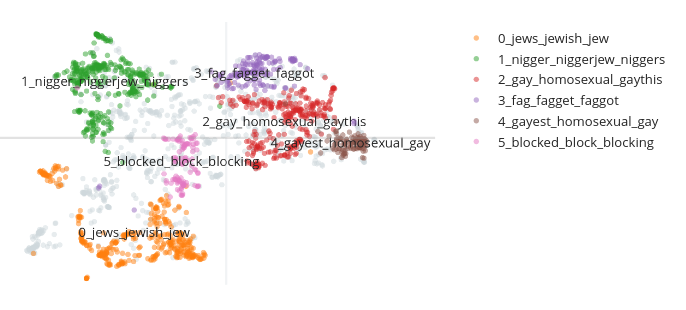 1_nigger_niggerjew_niggers
3_fag_fagget_faggot
2_gay_homosexual_gaythis
4_gayest_homosexual_gay
5_blocked_block_blocking
0_jews_jewish_jew
0_jews_jewish_jew
1_nigger_niggerjew_niggers
2_gay_homosexual_gaythis
3_fag_fagget_faggot
4_gayest_homosexual_gay
5_blocked_block_blocking